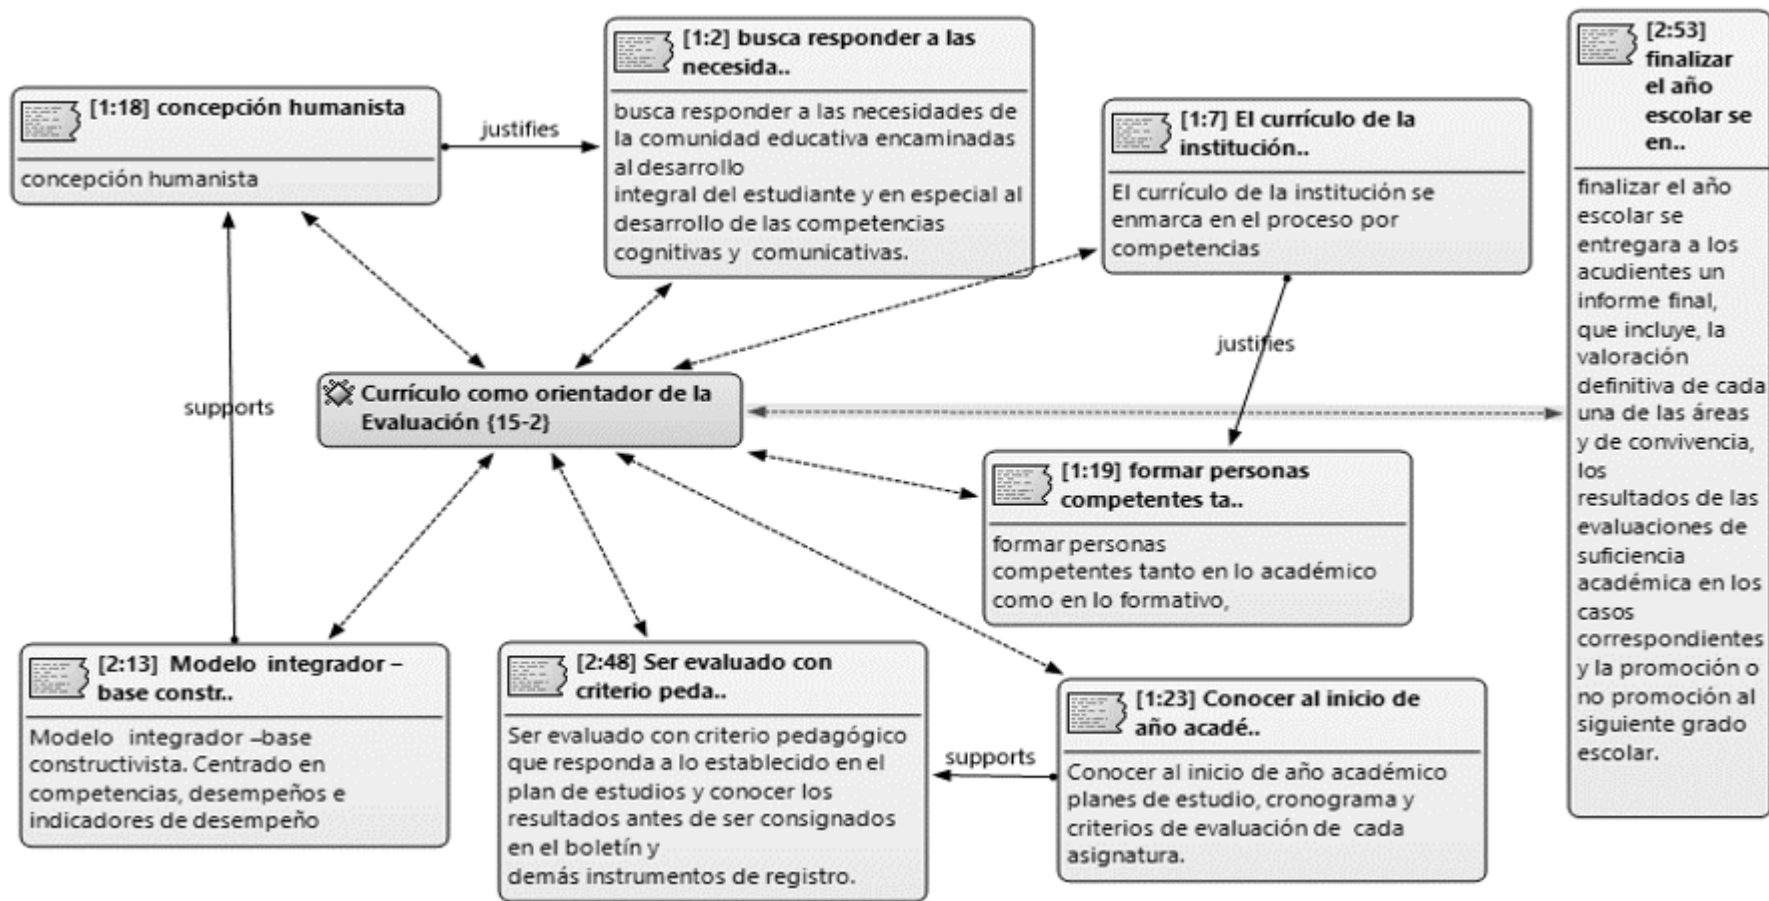 [1:18] concepción humanista
concepción humanista
justifies
[1:2] busca responder a las
necesida..
busca responder a las necesidades de
la comunidad educativa encaminadas
al desarrollo
integral del estudiante y en especial al
desarrollo de las competencias
cognitivas y comunicativas.
[1:7] El currículo de la
institución..
El currículo de la institución se
enmarca en el proceso por
competencias
justifies
[2:53]
finalizar
el año
escolar se
en..
finalizar el año
escolar se
entregara a los
acudientes un
informe final,
que incluye, la
valoración
definitiva de cada
una de las áreas
y de convivencia,
los
resultados de las
evaluaciones de
suficiencia
académica en los
casos
correspondientes
y la promoción o
no promoción al
siguiente grado
escolar.
supports
Currículo como orientador de la
Evaluación {15-2}
[1:19] formar personas
competentes ta..
formar personas
competentes tanto en lo académico
como en lo formativo,
[2:13] Modelo integrador –
base constr..
Modelo integrador –base
constructivista. Centrado en
competencias, desempeños e
indicadores de desempeño
[2:48] Ser evaluado con
criterio peda..
Ser evaluado con criterio pedagógico
que responda a lo establecido en el
plan de estudios y conocer los
resultados antes de ser consignados
en el boletín y
demás instrumentos de registro.
supports
[1:23] Conocer al inicio de
año acadé..
Conocer al inicio de año académico
planes de estudio, cronograma y
criterios de evaluación de cada
asignatura.